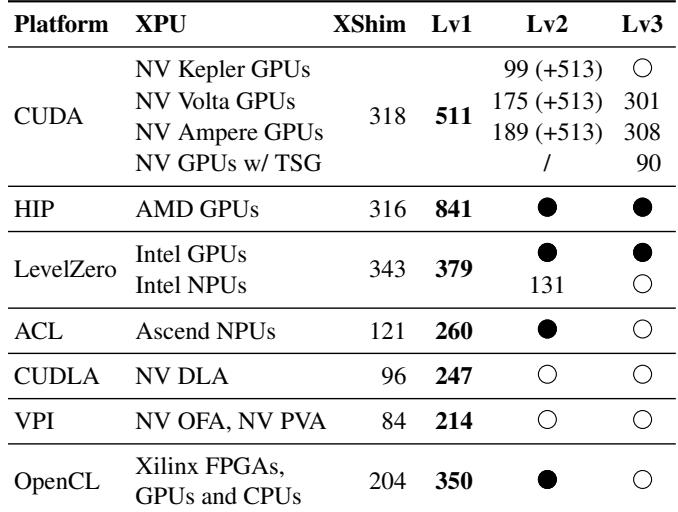 Platform XPU XShim Lv1 Lv2 Lv3
NV Kepler GPUs 99 (+513) ○
CUDA NV Volta GPUs 318 511 175 (+513) 301
NV Ampere GPUs 189 (+513) 308
NV GPUs w/ TSG / 90
HIP AMD GPUs 316 841 ● ●
LevelZero Intel GPUs 343 379 ● ●
Intel NPUs 131 ○
ACL Ascend NPUs 121 260 ● ○
CUDLA NV DLA 96 247 ○ ○
VPI NV OFA, NV PVA 84 214 ○ ○
OpenCL Xilinx FPGAs, 204 350 ● ○
GPUs and CPUs